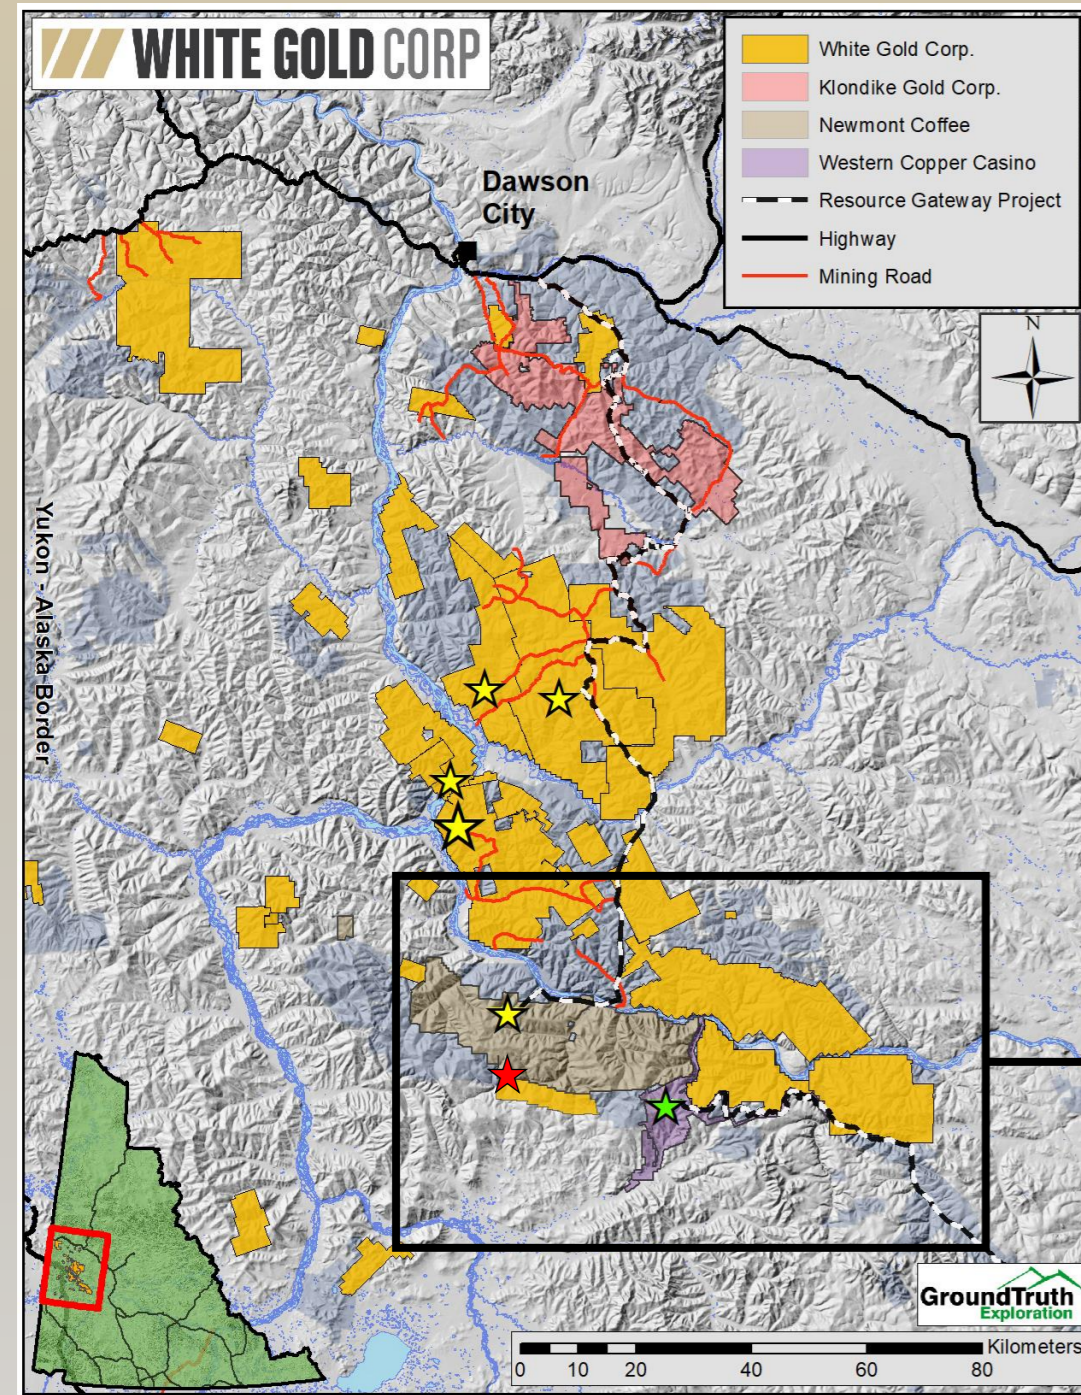 WHITE GOLD CORP
White Gold Corp.
Klondike Gold Corp.
Newmont Coffee
Western Copper Casino
Resource Gateway Project
Highway
Mining Road
Dawson
City
N
Yukon - Alaska Border
GroundTruth
Exploration
Kilometers
0 10 20 40 60 80